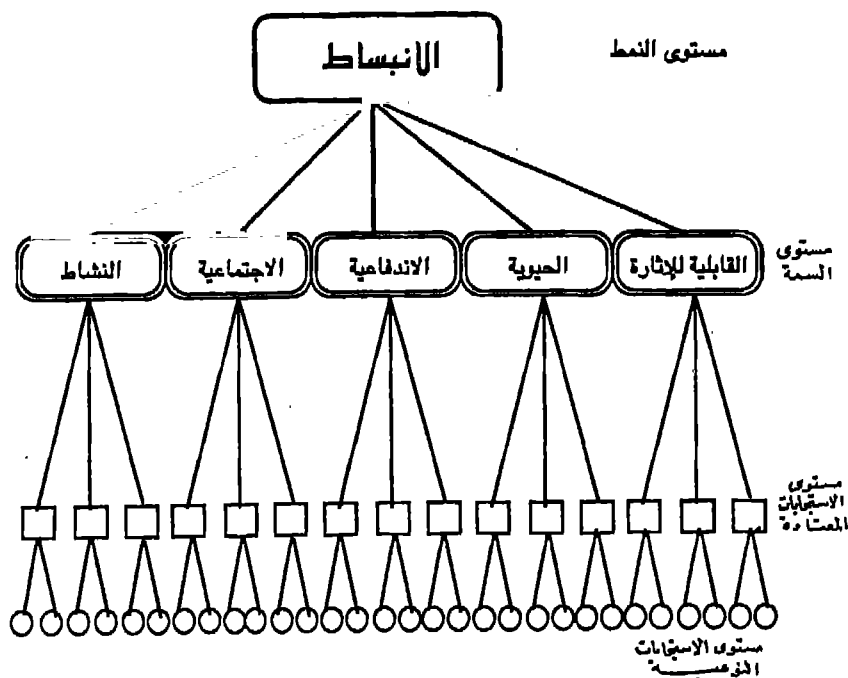 الانبساط
مستوى النمط
القابلية للإثارة
الحيوية
الاندفاعية
الاجتماعية
النشاط
مستوى
السمة
مستوى
الاستجابات
المعتادة
مستوى الاستجابات
النوعية